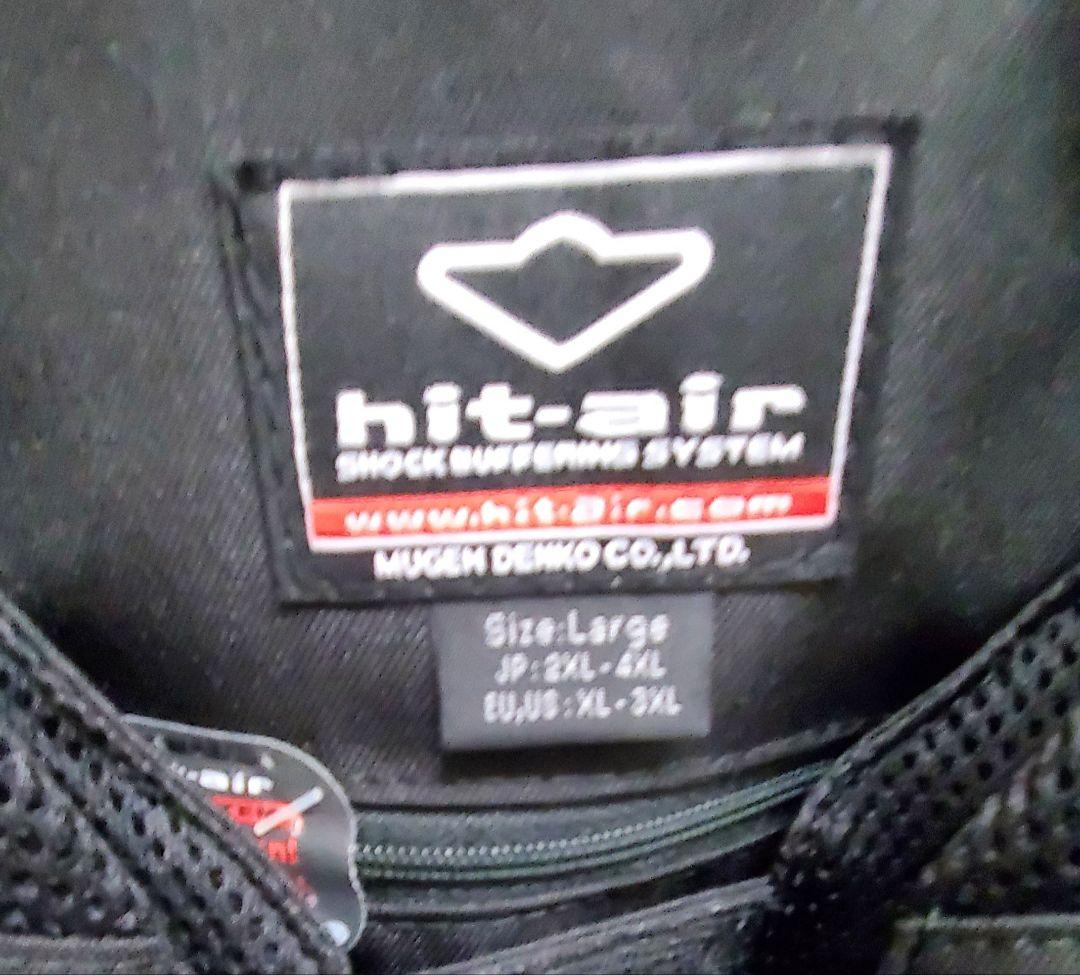 hit-air
SHOCK BUFFERING SYSTEM
www.hit-air.com
MUGEN DENKO CO.,LTD.
Size:Large
JP:2XL-4XL
EU,US:XL-3XL
-air